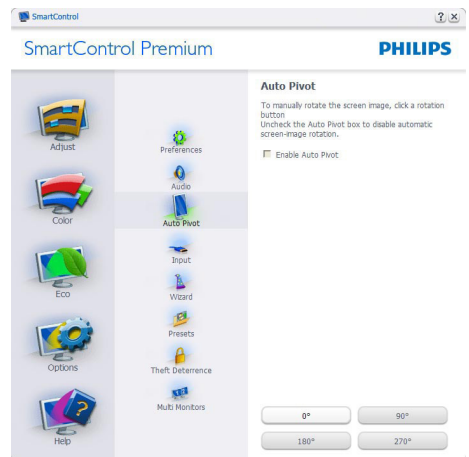 SmartControl
? x
SmartControl Premium
PHILIPS
Adjust
Color
Eco
Options
Help
Preferences
Audio
Auto Pivot
Input
Wizard
Presets
Theft Deterrence
Multi Monitors
Auto Pivot
To manually rotate the screen image, click a rotation
button
Uncheck the Auto Pivot box to disable automatic
screen-image rotation.
Enable Auto Pivot
0°
90°
180°
270°